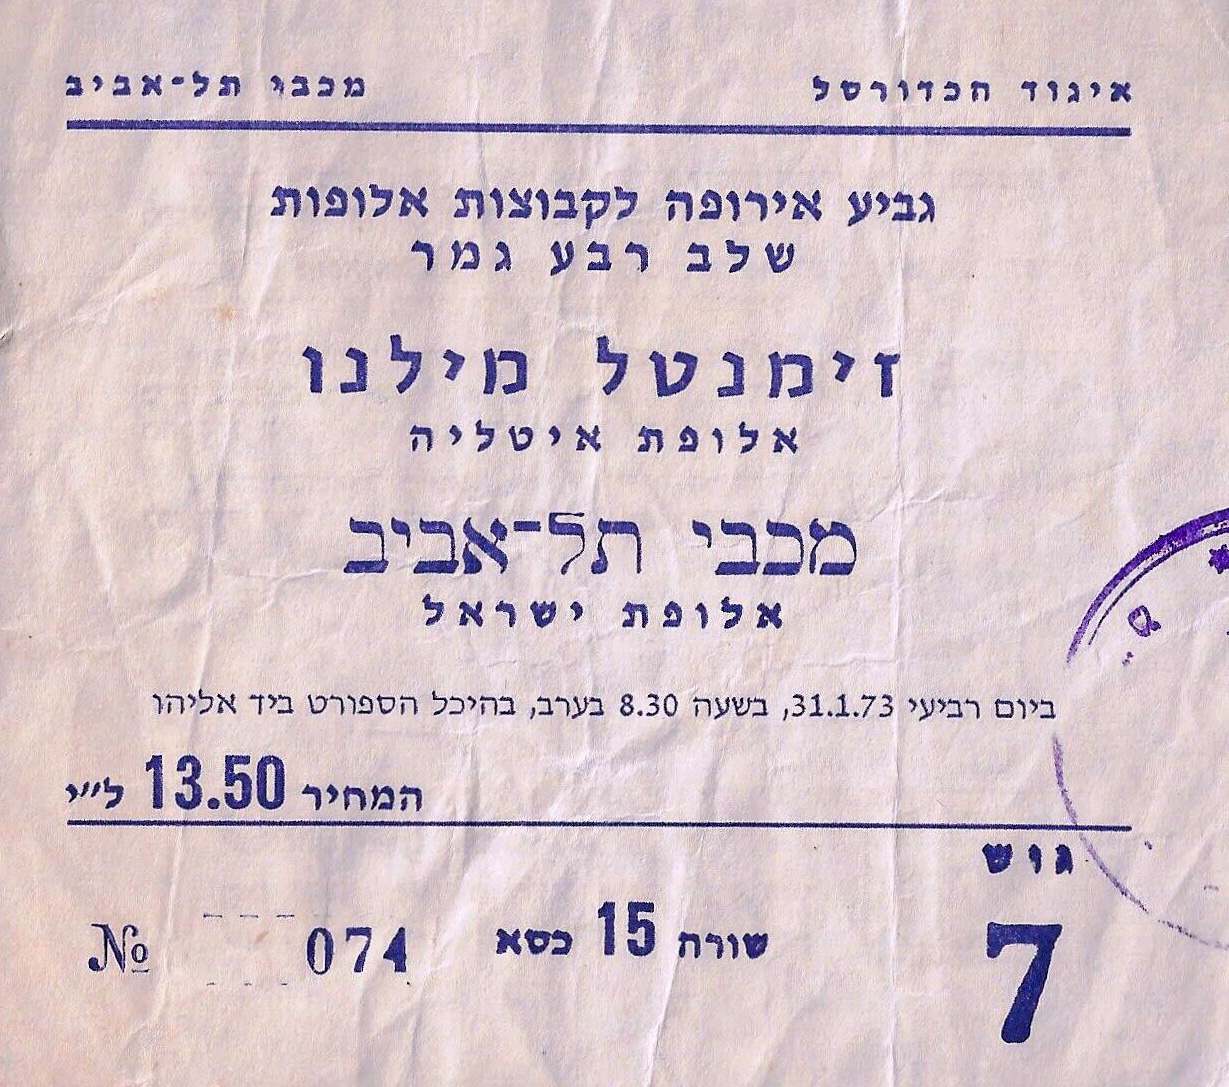 איגוד הכדורסל מכבי תל-אביב
גביע אירופה לקבוצות אלופות
שלב רבע גמר
זימנטל מילנו
אלופת איטליה
מכבי תל-אביב
אלופת ישראל
ביום רביעי 31.1.73, בשעה 8.30 בערב, בהיכל הספורט ביד אליהו
המחיר 13.50 ל״י
גוש
7
שורה 15 כסא 074 №